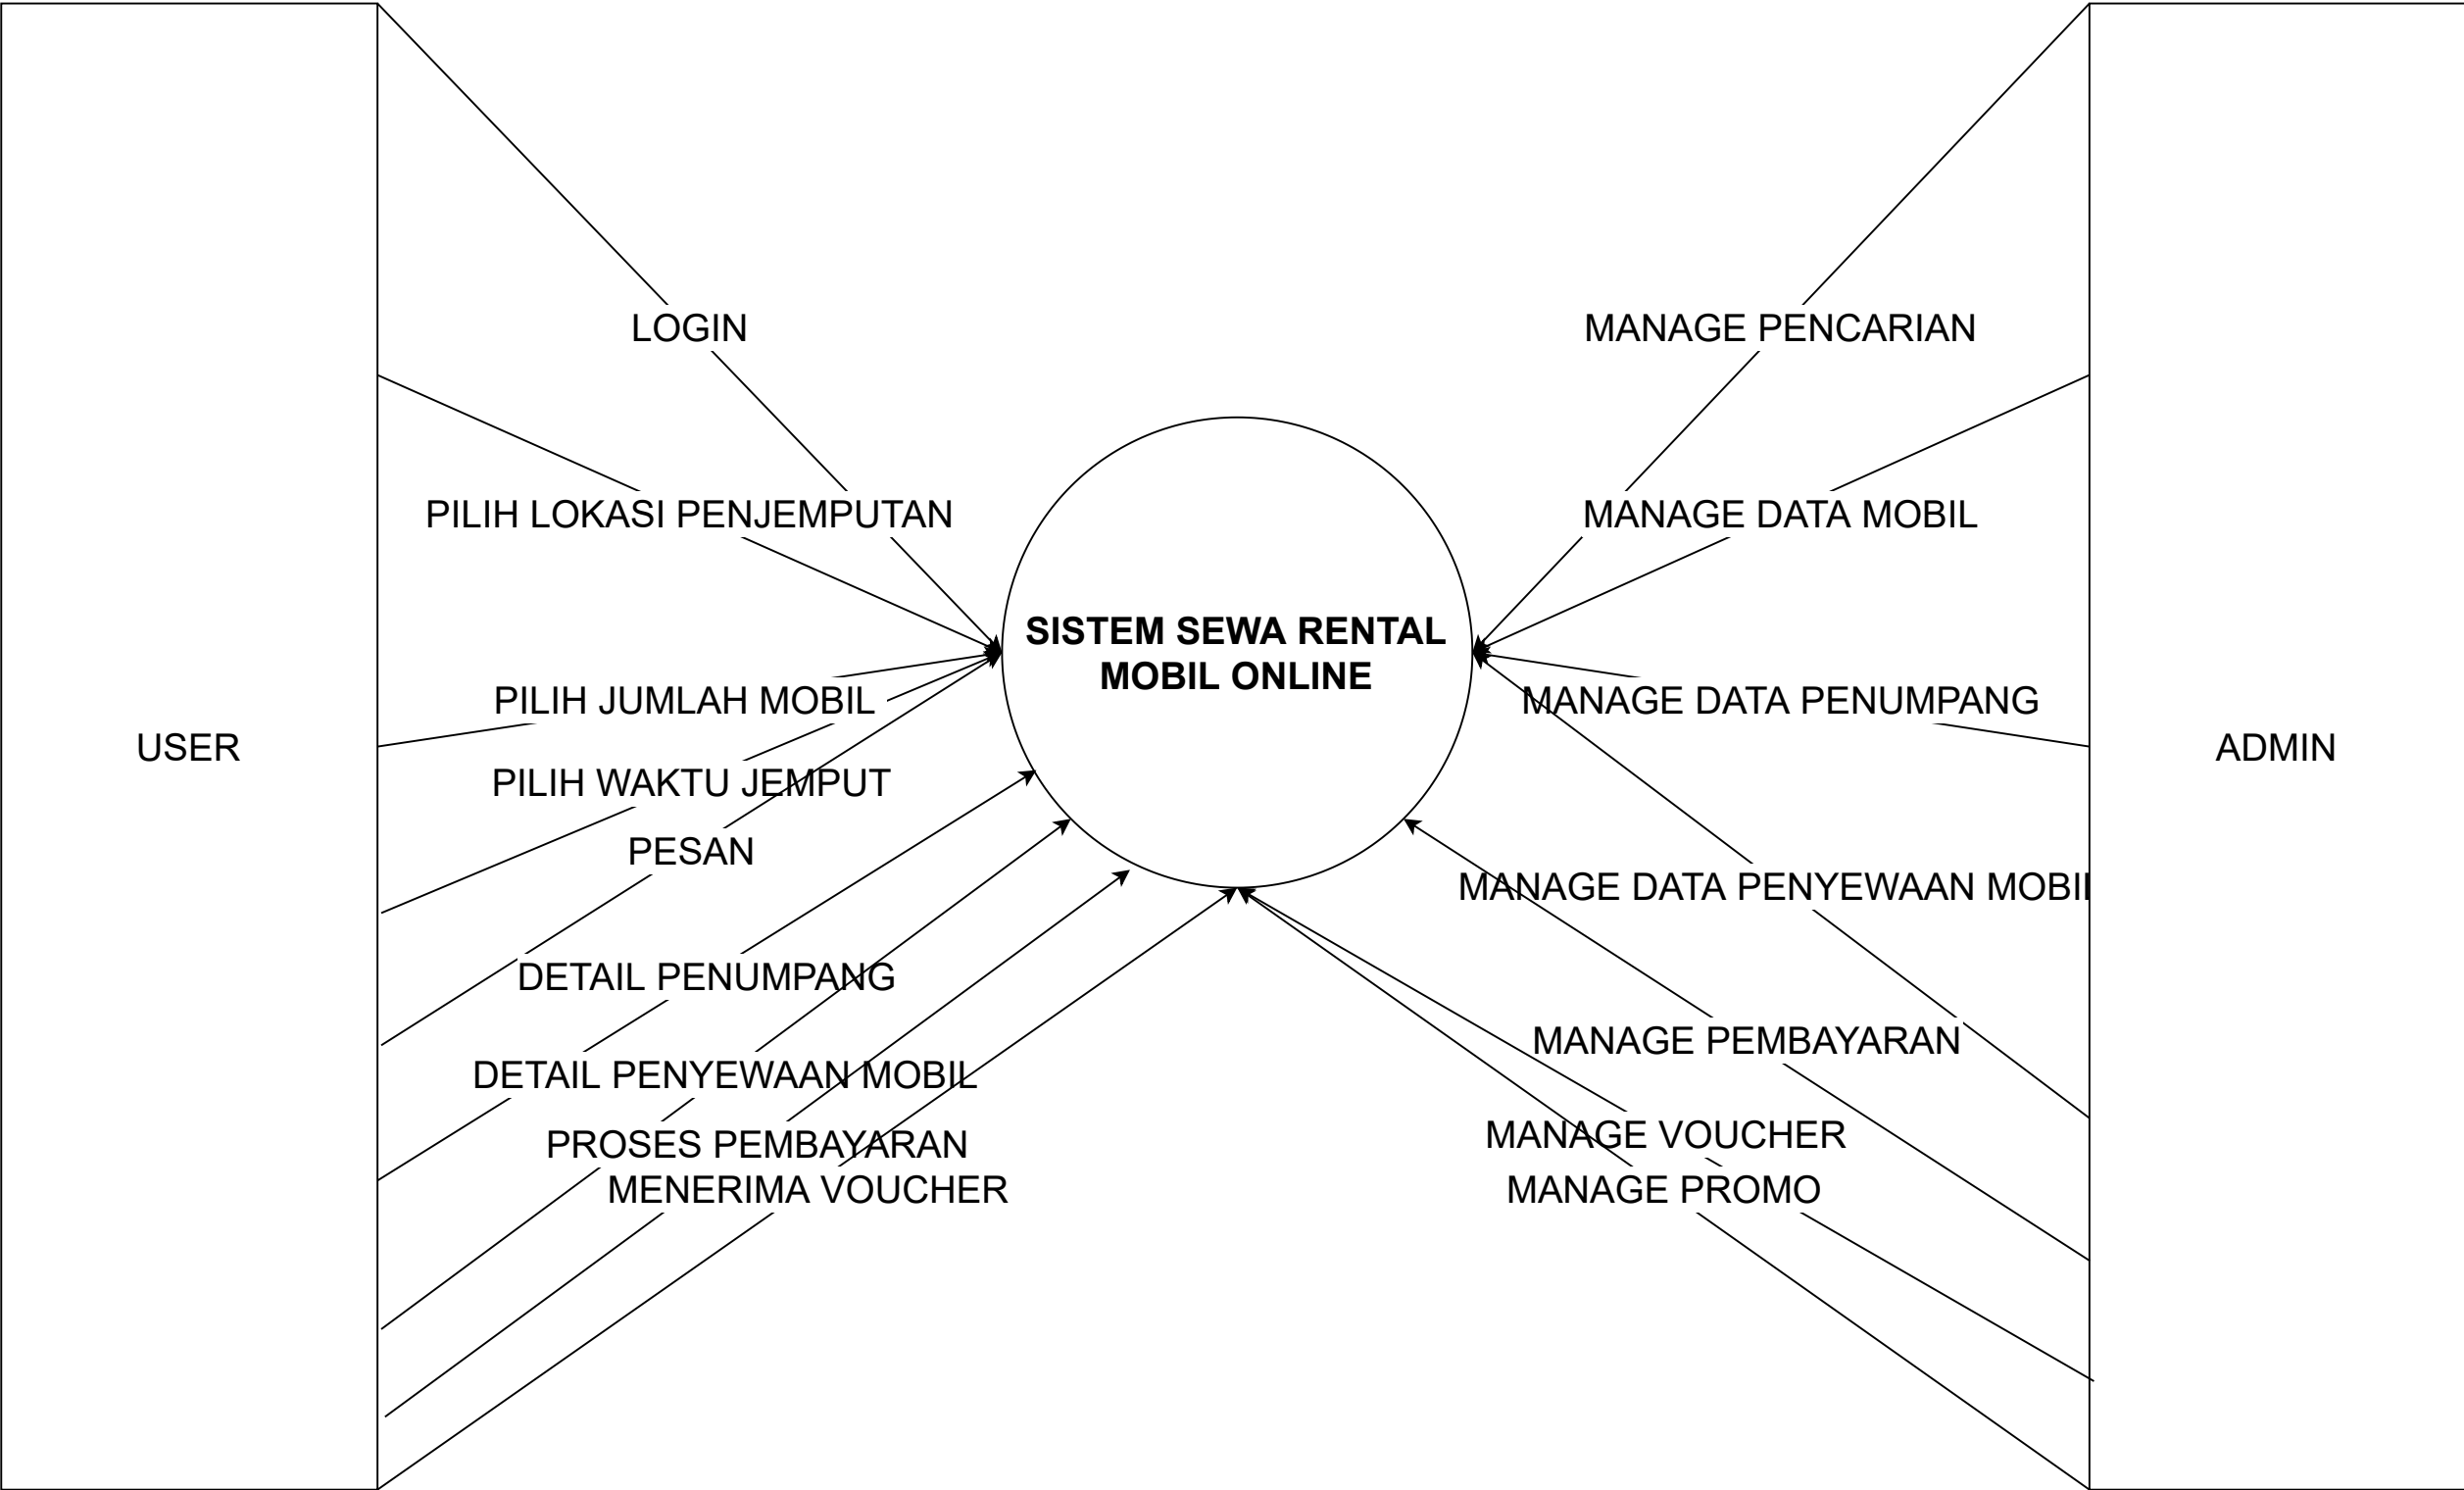 USER
LOGIN
PILIH LOKASI PENJEMPUTAN
PILIH JUMLAH MOBIL
PILIH WAKTU JEMPUT
PESAN
DETAIL PENUMPANG
DETAIL PENYEWAAN MOBIL
PROSES PEMBAYARAN
MENERIMA VOUCHER
SISTEM SEWA RENTAL
MOBIL ONLINE
MANAGE PENCARIAN
MANAGE DATA MOBIL
MANAGE DATA PENUMPANG
MANAGE DATA PENYEWAAN MOBIL
MANAGE PEMBAYARAN
MANAGE VOUCHER
MANAGE PROMO
ADMIN